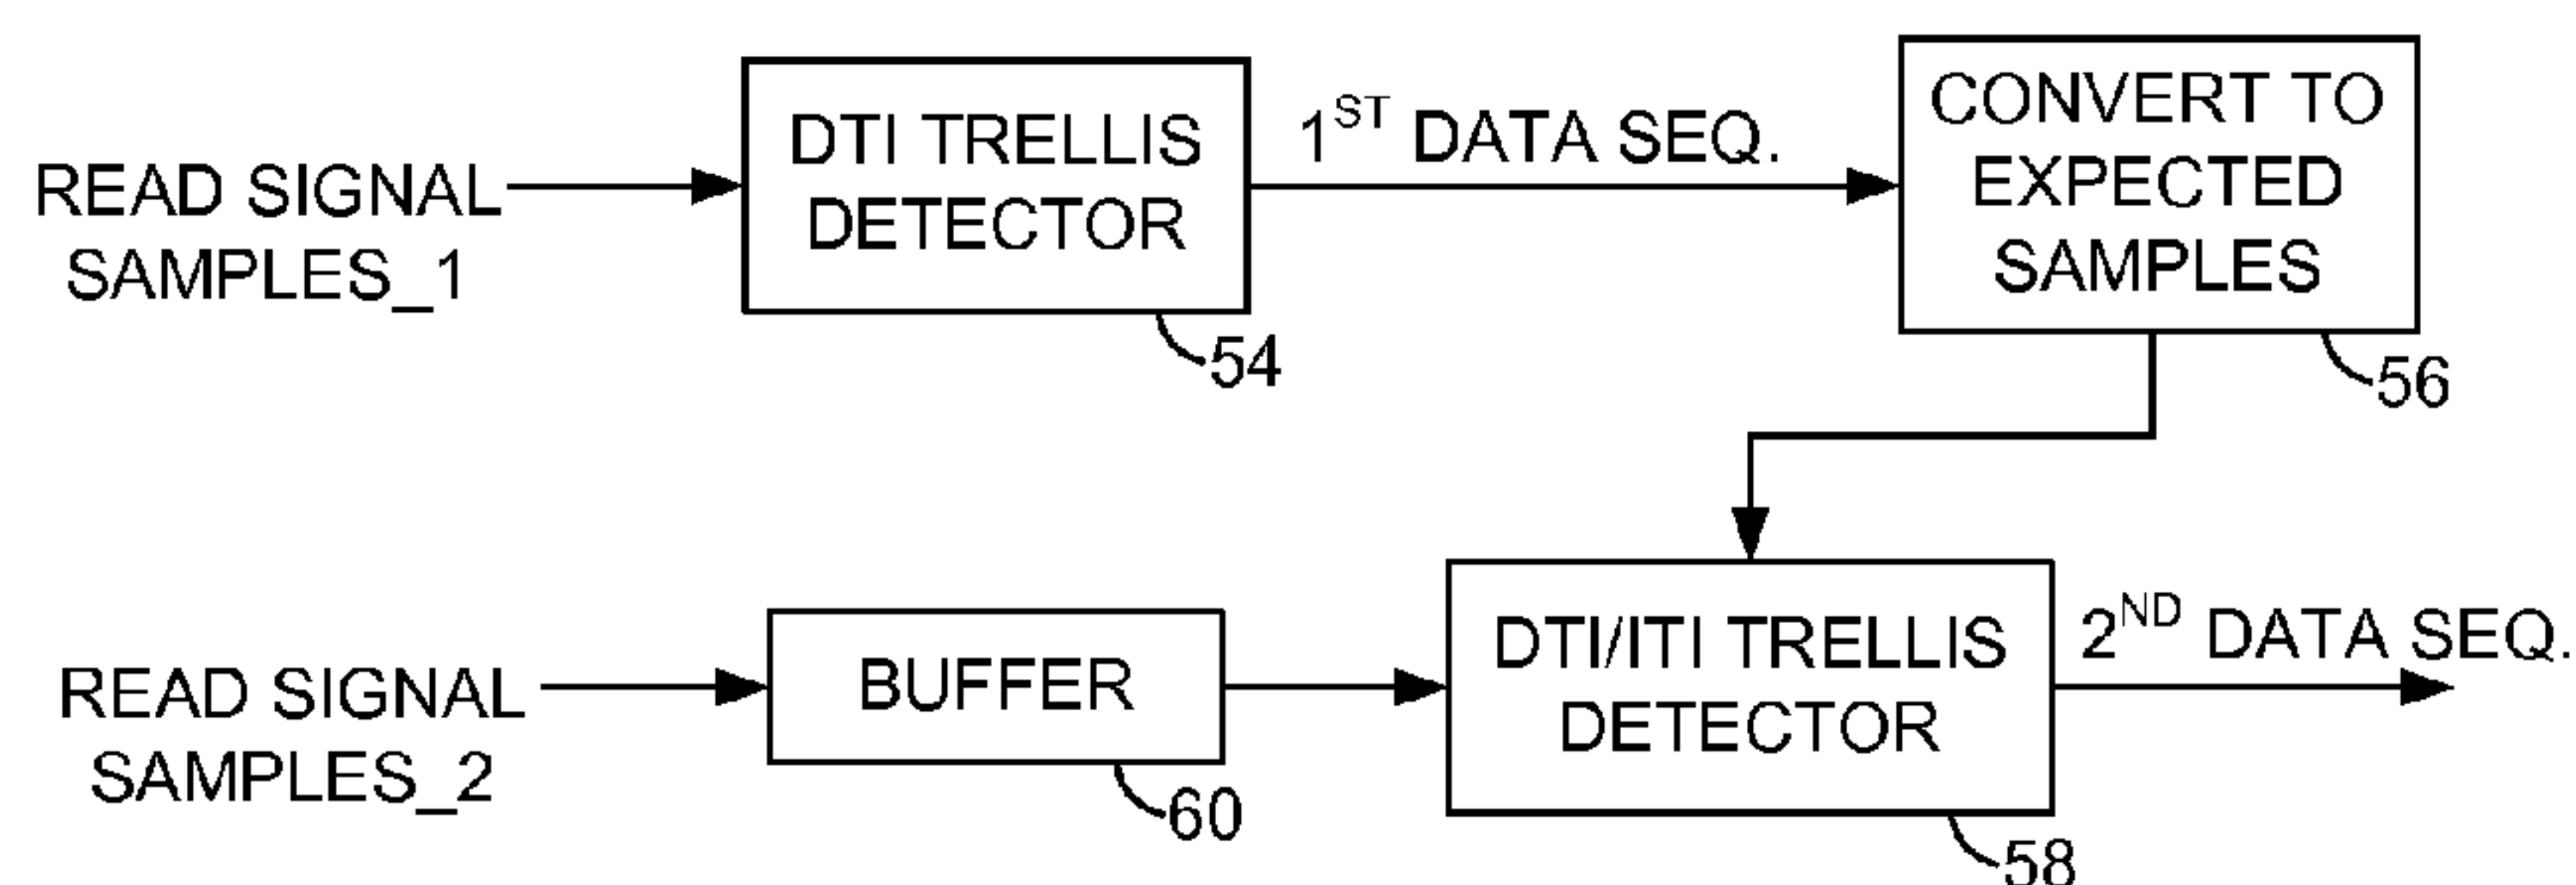 READ SIGNAL
SAMPLES_1
DTI TRELLIS
DETECTOR
54
1ST DATA SEQ.
CONVERT TO
EXPECTED
SAMPLES
56
READ SIGNAL
SAMPLES_2
BUFFER
60
DTI/ITI TRELLIS
DETECTOR
58
2ND DATA SEQ.